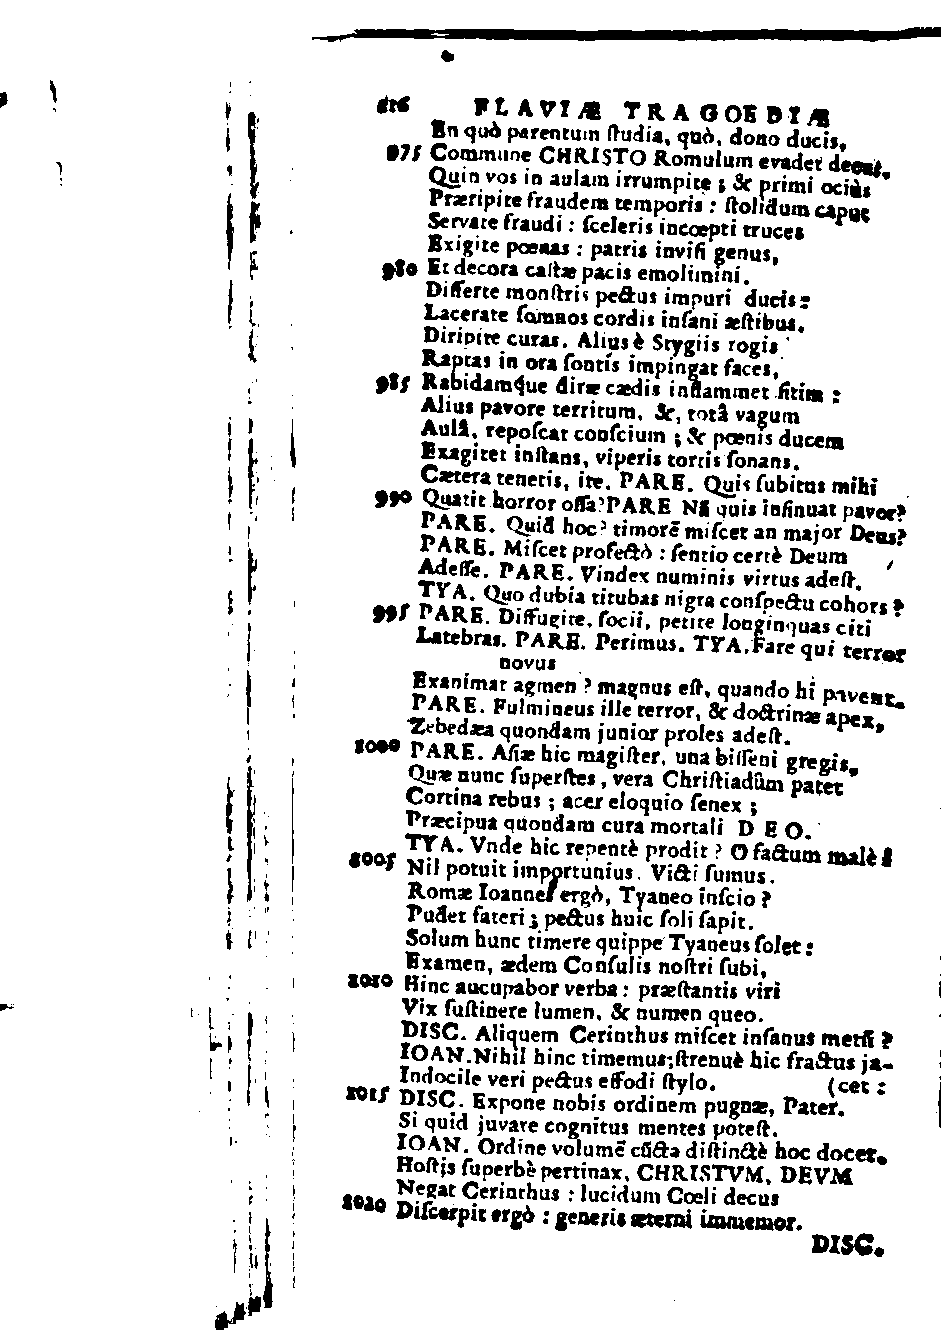 616 FLAVIÆ TRAGOEDIÆ
En quò parentum ſtudia, quò, dono ducis,
975 Commune CHRISTO Romulum evadet decus.
Quin vos in aulam irrumpite; & primi ociùs
Præripite fraudem temporis: ſtolidum caput
Servate fraudi: ſceleris incœpti truces
Exigite pœnas: patris inviſi genus,
980 Et decora caſtæ pacis emolimini.
Differte monſtris pectus impuri ducis:
Lacerate ſomnos cordis inſani æſtibus.
Diripite curas. Alius è Stygiis rogis
Raptas in ora ſontis impingat faces,
985 Rabidamque diræ cædis inflammet ſitim:
Alius pavore territum, &, totâ vagum
Aulâ, repoſcat conſcium; & pœnis ducem
Exagitet inſtans, viperis tortis ſonans.
Cætera tenetis, ite. PARE. Quis ſubitus mihi
990 Quatit horror oſſa? PARE Nã quis inſinuat pavor?
PARE. Quid hoc? timorẽ miſcet an major Deus?
PARE. Miſcet profectò: ſentio certè Deum
Adeſſe. PARE. Vindex numinis virtus adeſt.
TYA. Quo dubia titubas nigra conſpectu cohors?
995 PARE. Diffugite, ſocii, petite longinquas citi
Latebras. PARE. Perimus. TYA. Fare qui terror
novus
Exanimat agmen? magnus eſt, quando hi pavent.
PARE. Fulmineus ille terror, & doctrinæ apex,
Zebedæa quondam junior proles adeſt.
1000 PARE. Aſiæ hic magiſter, una biſſeni gregis,
Quæ nunc ſuperſtes, vera Chriſtiadûm patet
Cortina rebus; acer eloquio ſenex;
Præcipua quondam cura mortali DEO.
TYA. Vnde hic repentè prodit? O factum malè!
1005 Nil potuit importunius. Victi ſumus.
Romæ Ioannes ergò, Tyaneo inſcio?
Pudet fateri; pectus huic ſoli ſapit.
Solum hunc timere quippe Tyaneus ſolet:
Examen, ædem Conſulis noſtri ſubi,
1010 Hinc aucupabor verba: præſtantis viri
Vix ſuſtinere lumen, & numen queo.
DISC. Aliquem Cerinthus miſcet inſanus metũ?
IOAN. Nihil hinc timemus; ſtrenuè hic fractus ja-
Indocile veri pectus effodi ſtylo. (cet:
1015 DISC. Expone nobis ordinem pugnæ, Pater.
Si quid juvare cognitus mentes poteſt.
IOAN. Ordine volumẽ cũcta diſtinctè hoc docet.
Hoſtis ſuperbè pertinax, CHRISTVM, DEVM
Negat Cerinthus: lucidum Cœli decus
1020 Diſcerpit ergò: generis æterni immemor.
DISC.